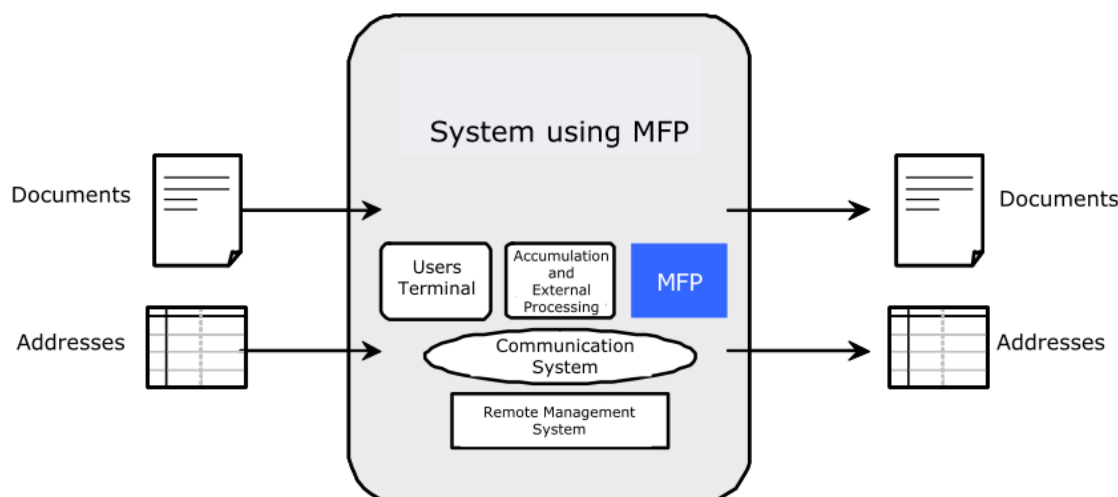 System using MFP
Documents
Documents
Users
Terminal
Accumulation
and
External
Processing
MFP
Addresses
Addresses
Communication
System
Remote Management
System